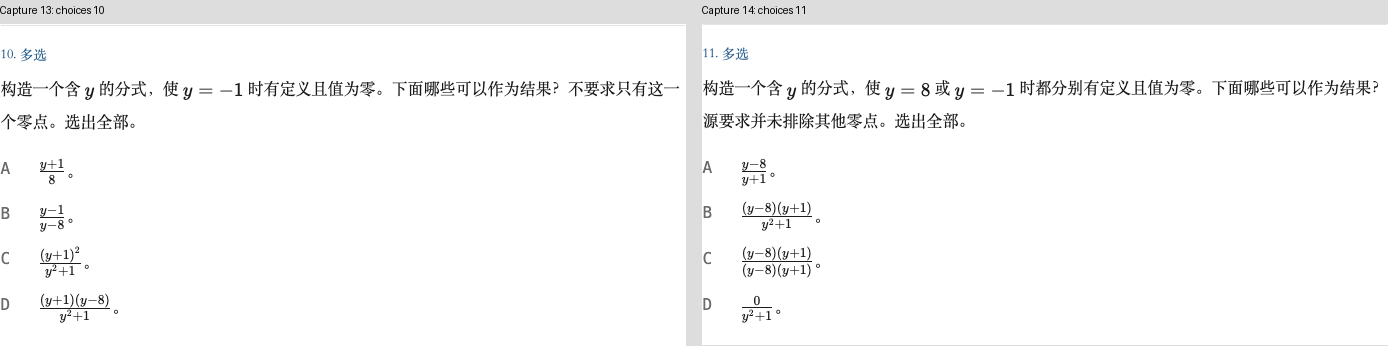 Capture 13: choices 10
10. 多选
构造一个含 y 的分式，使 y = −1 时有定义且值为零。下面哪些可以作为结果？不要求只有这一
个零点。选出全部。
A (y+1)/8。
B (y−1)/(y−8)。
C (y+1)²/(y²+1)。
D (y+1)(y−8)/(y²+1)。
Capture 14: choices 11
11. 多选
构造一个含 y 的分式，使 y = 8 或 y = −1 时都分别有定义且值为零。下面哪些可以作为结果？
源要求并未排除其他零点。选出全部。
A (y−8)/(y+1)。
B (y−8)(y+1)/(y²+1)。
C (y−8)(y+1)/(y−8)(y+1)。
D 0/(y²+1)。